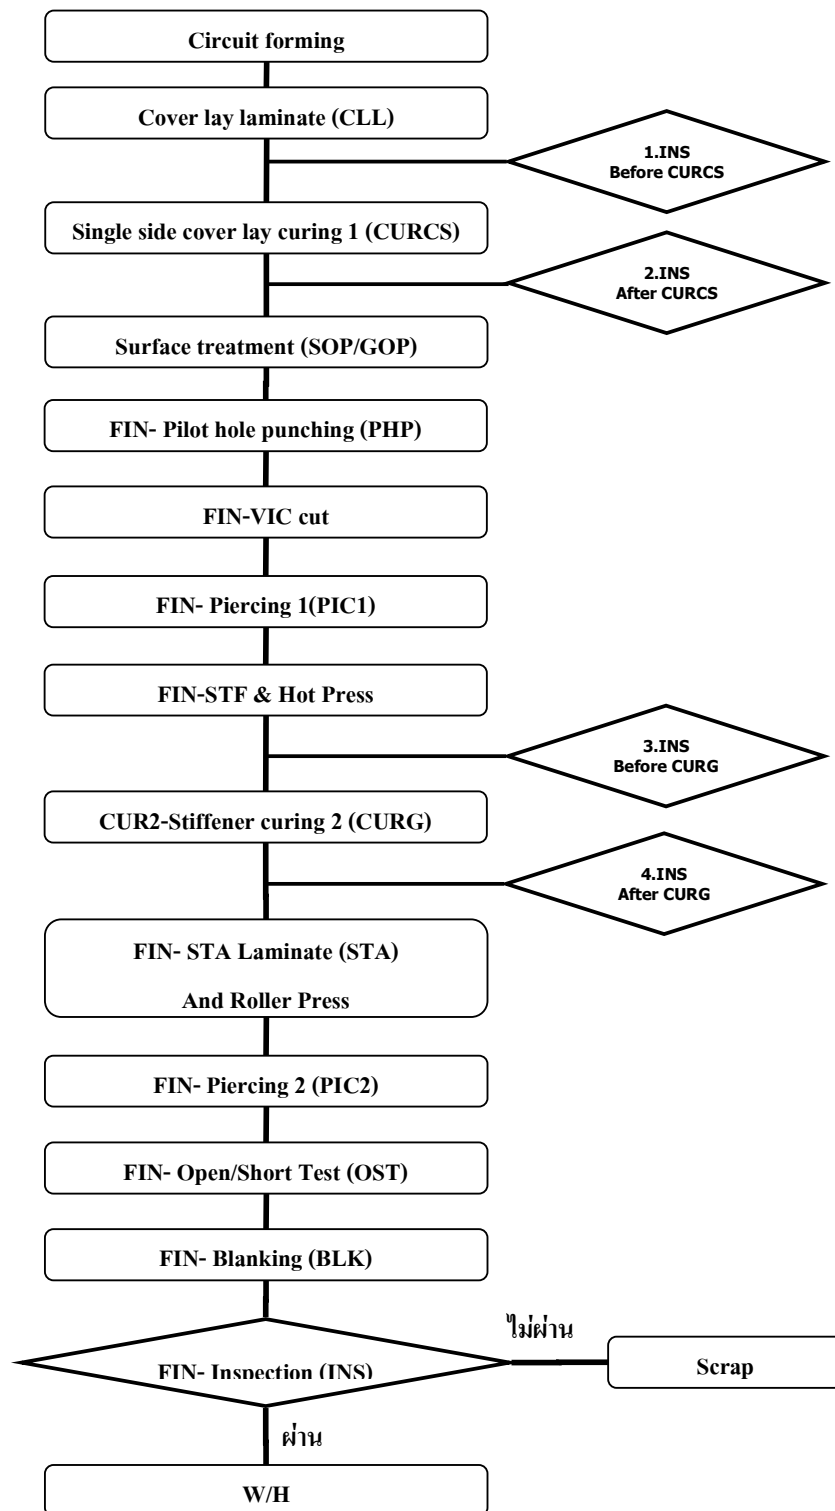 Circuit forming
Cover lay laminate (CLL)
1.INS
Before CURCS
Single side cover lay curing 1 (CURCS)
2.INS
After CURCS
Surface treatment (SOP/GOP)
FIN- Pilot hole punching (PHP)
FIN-VIC cut
FIN- Piercing 1(PIC1)
FIN-STF & Hot Press
3.INS
Before CURG
CUR2-Stiffener curing 2 (CURG)
4.INS
After CURG
FIN- STA Laminate (STA)
And Roller Press
FIN- Piercing 2 (PIC2)
FIN- Open/Short Test (OST)
FIN- Blanking (BLK)
ไม่ผ่าน
FIN- Inspection (INS)
Scrap
ผ่าน
W/H